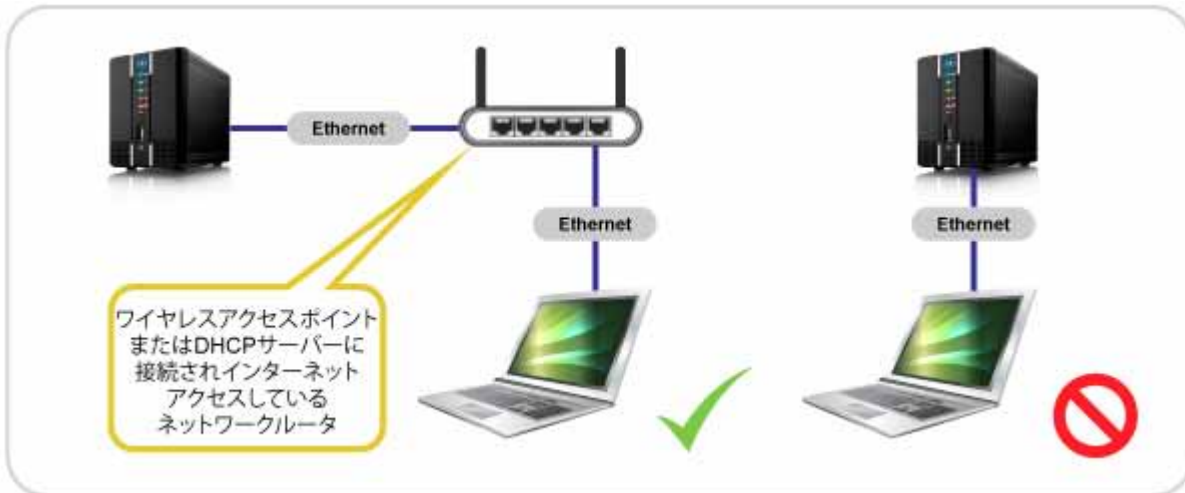 Ethernet
Ethernet
Ethernet
ワイヤレスアクセスポイント
またはDHCPサーバーに
接続されインターネット
アクセスしている
ネットワークルータ